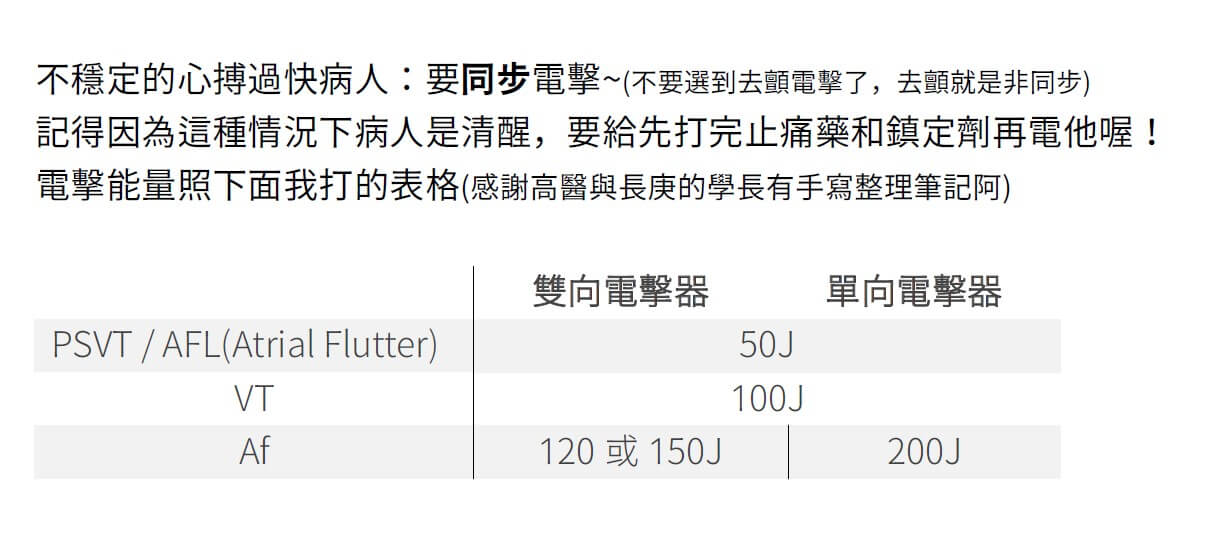 不穩定的心搏過快病人：要同步電擊~(不要選到去顫電擊了，去顫就是非同步)
記得因為這種情況下病人是清醒，要給先打完止痛藥和鎮定劑再電他喔！
電擊能量照下面我打的表格(感謝高醫與長庚的學長有手寫整理筆記阿)
雙向電擊器 單向電擊器
PSVT / AFL(Atrial Flutter) 50J
VT 100J
Af 120 或 150J 200J